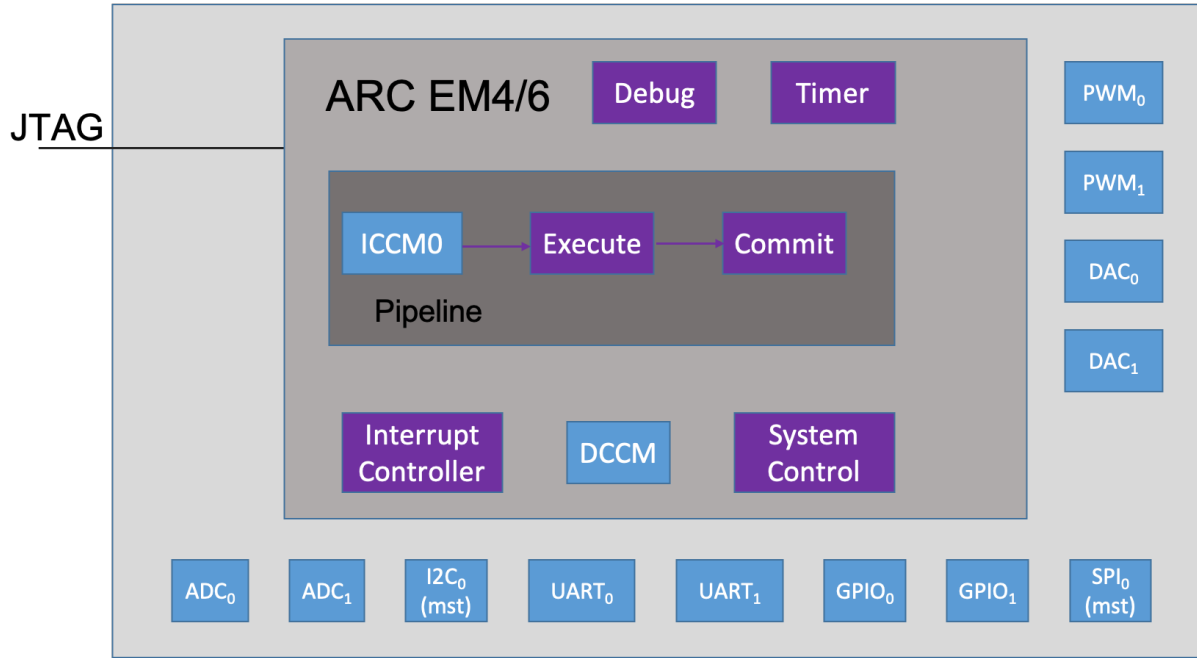 ARC EM4/6
Debug
Timer
PWM₀
JTAG
PWM₁
ICCM0
Execute
Commit
DAC₀
Pipeline
DAC₁
Interrupt
Controller
DCCM
System
Control
ADC₀
ADC₁
I2C₀
(mst)
UART₀
UART₁
GPIO₀
GPIO₁
SPI₀
(mst)